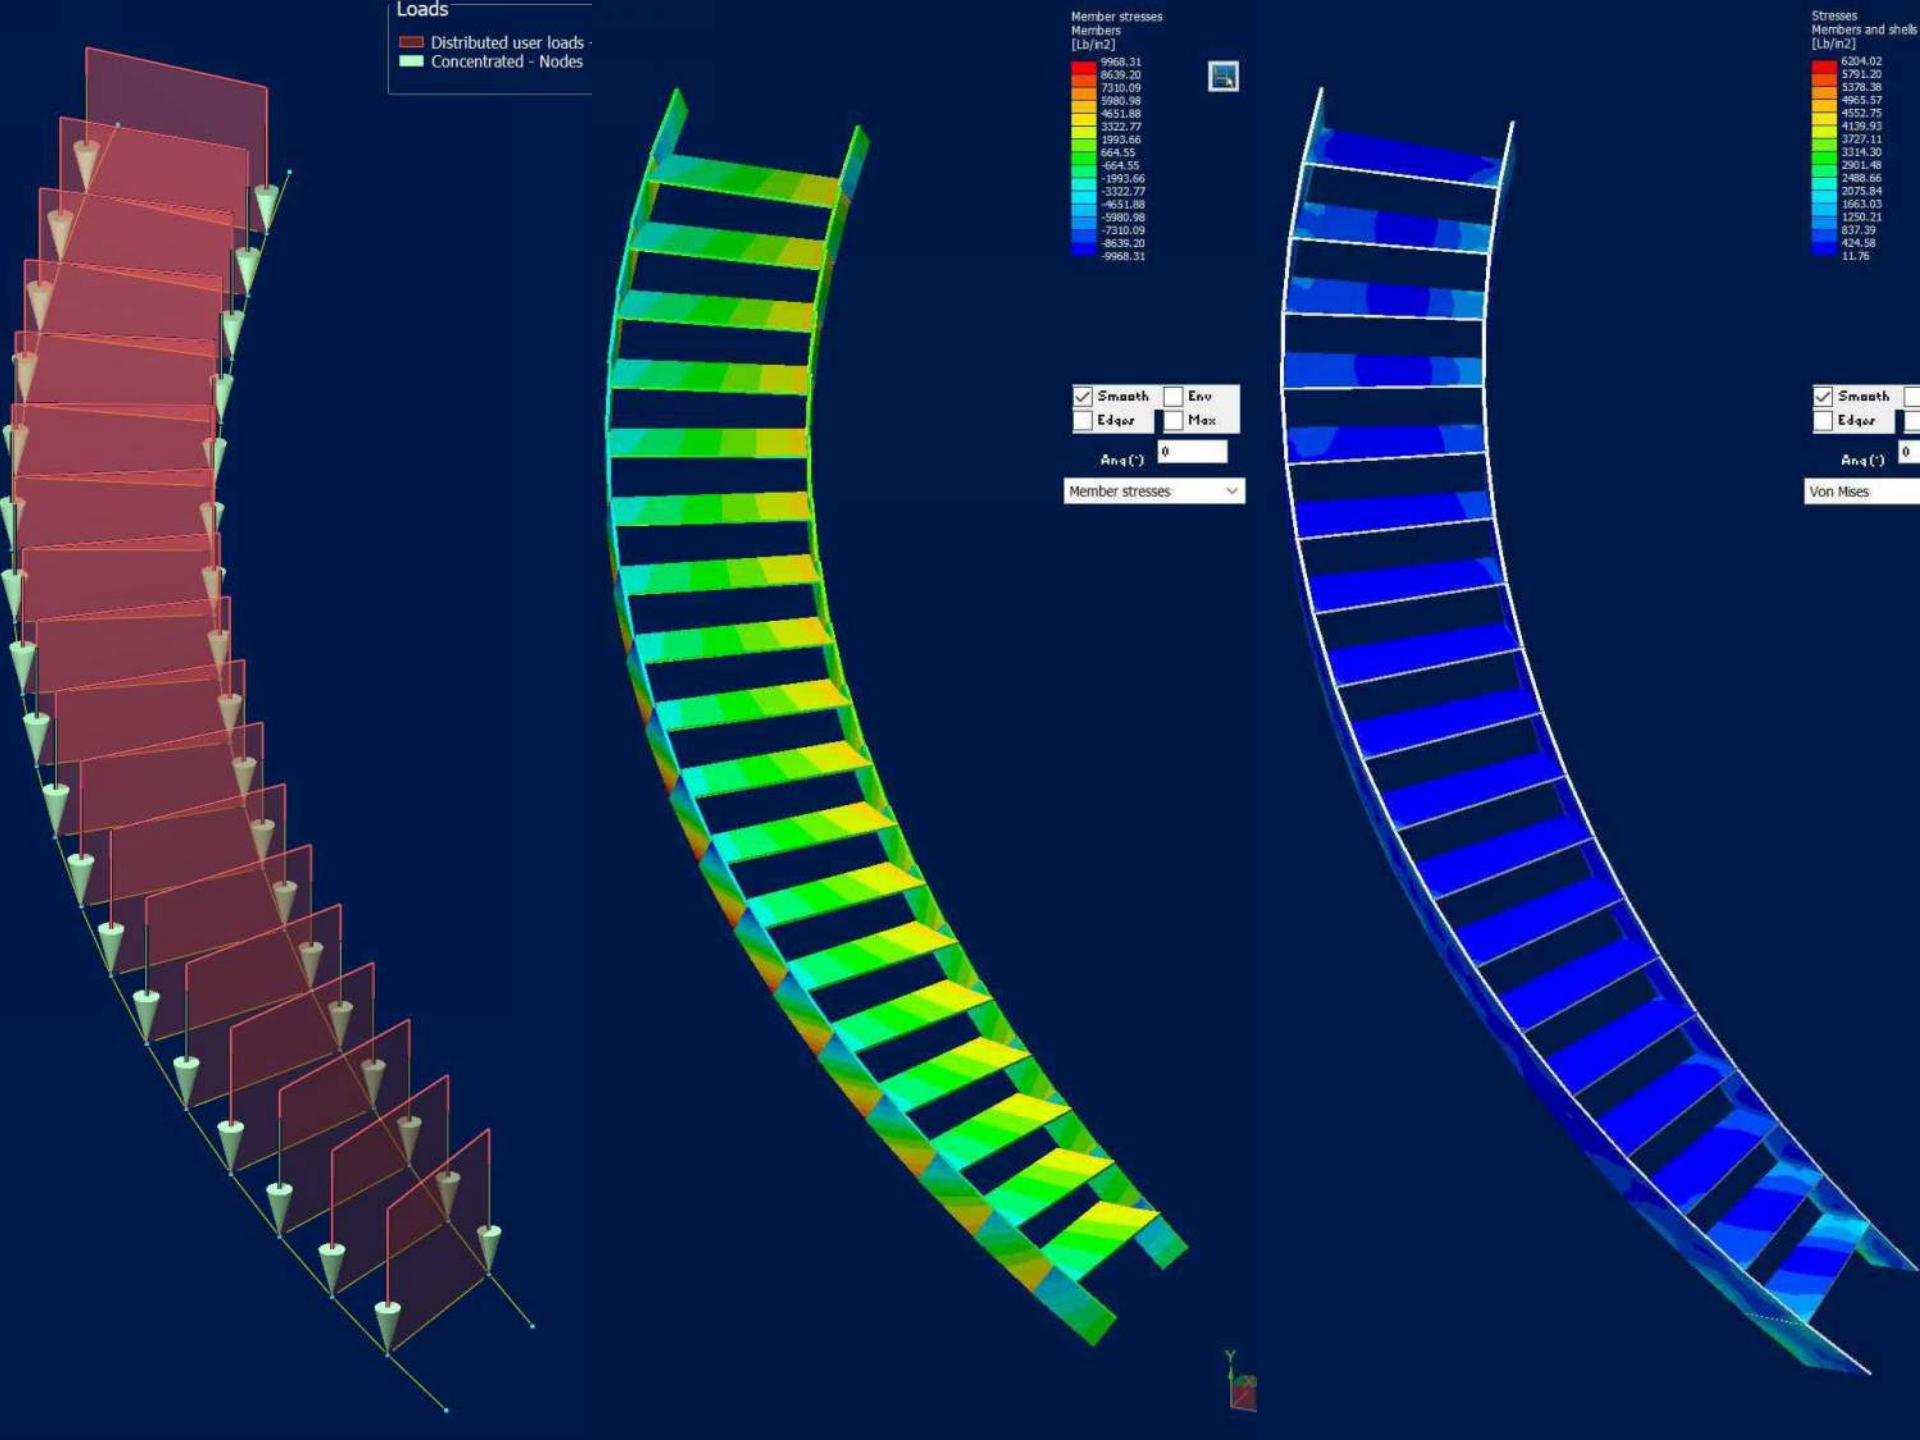 Loads
Distributed user loads -
Concentrated - Nodes
Member stresses
Members
[Lb/in2]
9968.31
8639.20
7310.09
5980.98
4651.88
3322.77
1993.66
664.55
-664.55
-1993.66
-3322.77
-4651.88
-5980.98
-7310.09
-8639.20
-9968.31
Smooth
Env
Edges
Max
Ang(°)
0
Member stresses
Y
X
Stresses
Members and shells
[Lb/in2]
6204.02
5791.20
5378.38
4965.57
4552.75
4139.93
3727.11
3314.30
2901.48
2488.66
2075.84
1663.03
1250.21
837.39
424.58
11.76
Smooth
Edges
Ang(°)
0
Von Mises